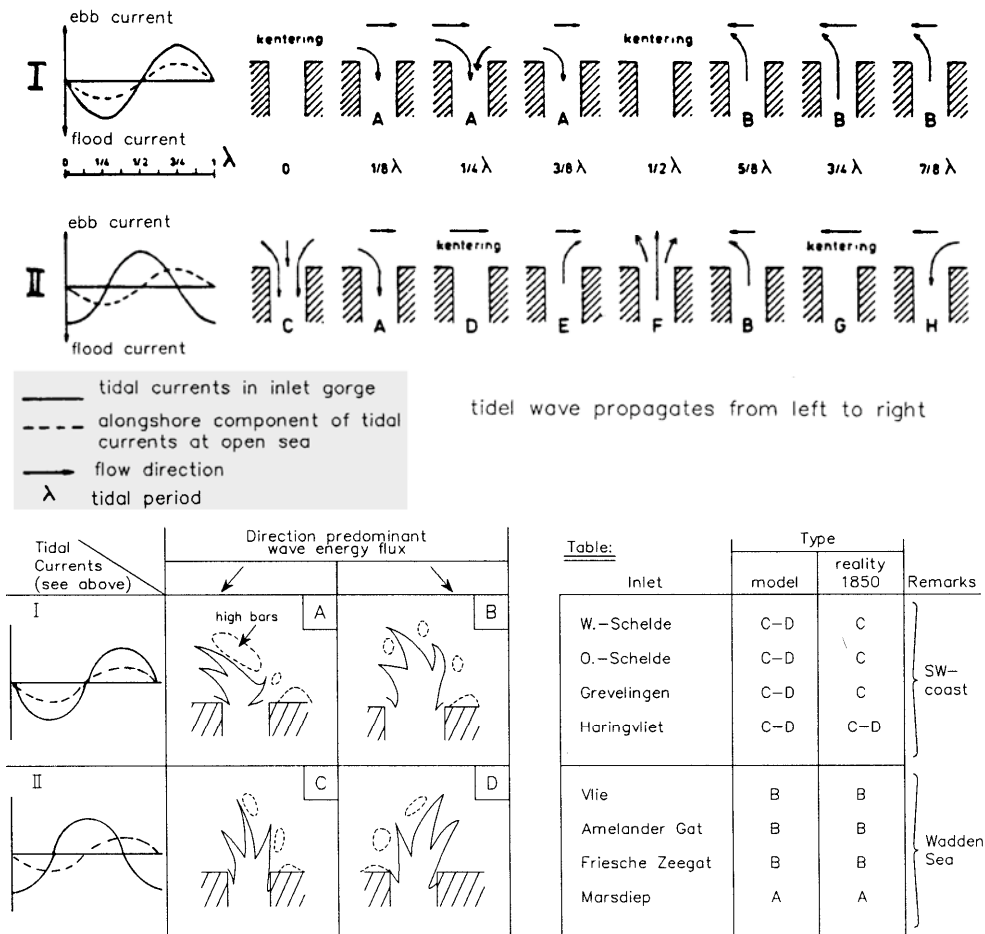 ebb current
kentering
kentering
I
A
A
A
B
B
B
flood current
0 1/4 1/2 3/4 1 λ
0 1/8 λ 1/4 λ 3/8 λ 1/2 λ 5/8 λ 3/4 λ 7/8 λ
ebb current
kentering
kentering
II
C A D E F B G H
flood current
tidal currents in inlet gorge
alongshore component of tidal
currents at open sea
flow direction
λ tidal period
tidel wave propagates from left to right
Tidal
Currents
(see above)
Direction predominant
wave energy flux
I
A
high bars
B
II
C
D
Table:
Type
Inlet
model
reality
1850
Remarks
W.-Schelde C-D C
O.-Schelde C-D C
Grevelingen C-D C
Haringvliet C-D C-D
SW-
coast
Vlie B B
Amelander Gat B B
Friesche Zeegat B B
Marsdiep A A
Wadden
Sea